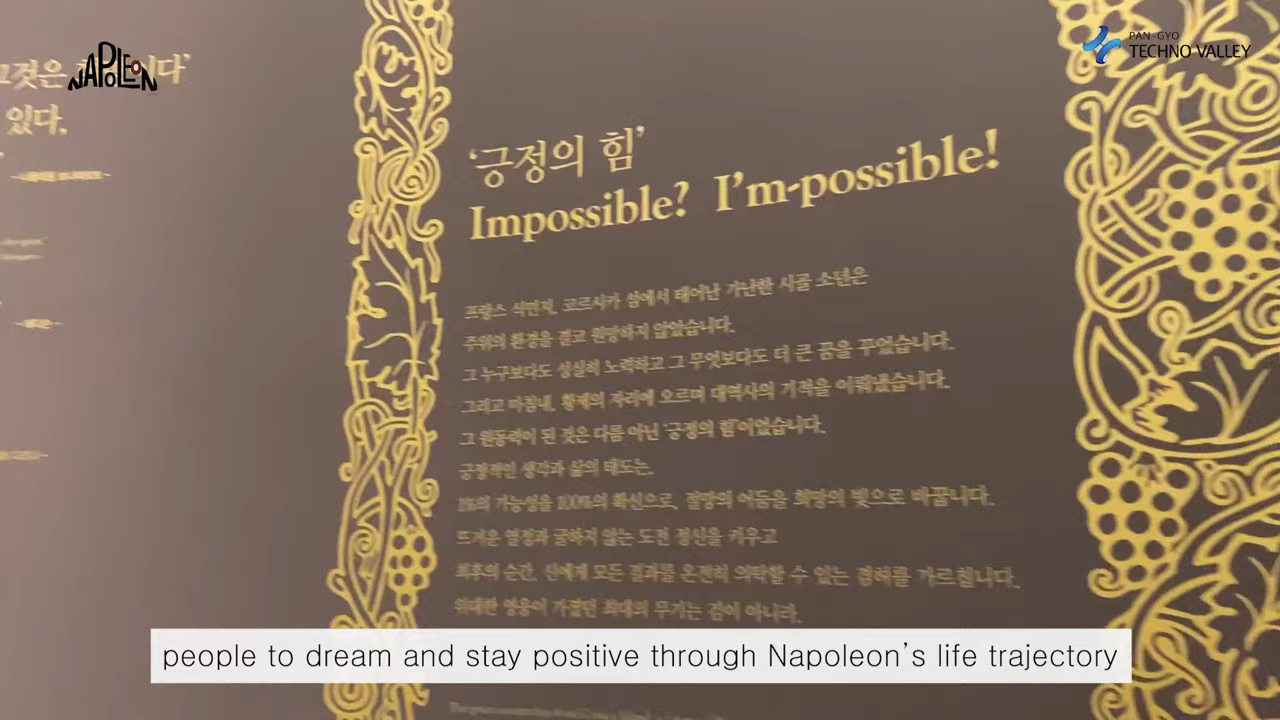 그것은
이다’
있다.
NAPOLEON
PAN·GYO
TECHNO VALLEY
‘긍정의 힘’
Impossible? I’m-possible!
프랑스 식민지, 코르시카 섬에서 태어난 가난한 시골 소년은
주위의 환경을 결코 원망하지 않았습니다.
그 누구보다도 성실히 노력하고 그 무엇보다도 더 큰 꿈을 꾸었습니다.
그리고 마침내, 황제의 자리에 오르며 대역사의 기적을 이뤄냈습니다.
그 원동력이 된 것은 다름 아닌 ‘긍정의 힘’이었습니다.
긍정적인 생각과 삶의 태도는,
1%의 가능성을 100%의 확신으로, 절망의 어둠을 희망의 빛으로 바꿉니다.
뜨거운 열정과 굴하지 않는 도전 정신을 키우고
최후의 순간, 신에게 모든 결과를 온전히 의탁할 수 있는 겸허를 가르칩니다.
위대한 영웅이 가졌던 최대의 무기는 검이 아니라,
people to dream and stay positive through Napoleon’s life trajectory